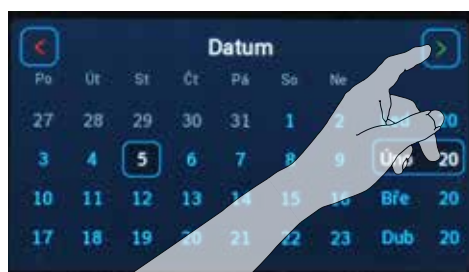 < Datum >
Po Út St Čt Pá So Ne
27 28 29 30 31 1 2 20
3 4 5 6 7 8 9 Úno 20
10 11 12 13 14 15 16 Bře 20
17 18 19 20 21 22 23 Dub 20